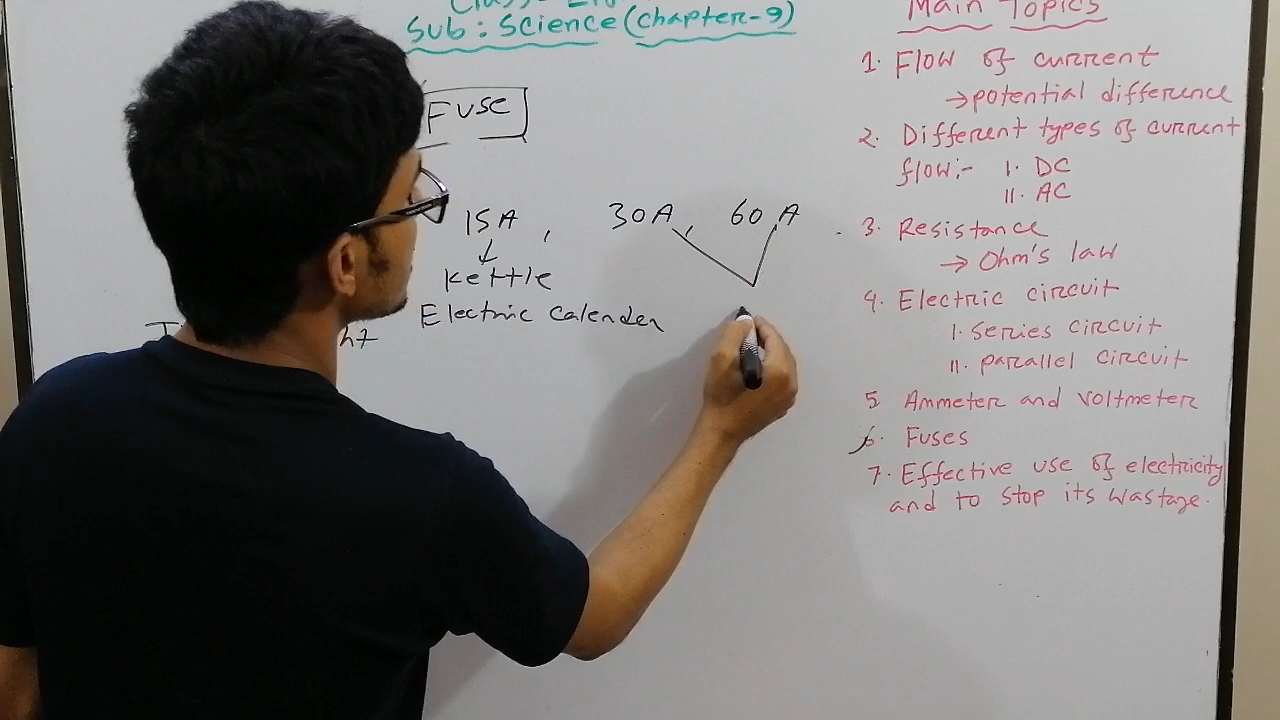 Sub : Science (chapter-9)
Fuse
15A , 30A, 60 A
Kettle
Electric Calender
Main Topics
1. Flow of current
→ potential difference
2. Different types of current
flow:- I. DC
II. AC
3. Resistance
→ Ohm's law
4. Electric circuit
I. series circuit
II. parallel circuit
5 Ammeter and voltmeter
6. Fuses
7. Effective use of electricity
and to stop its wastage.